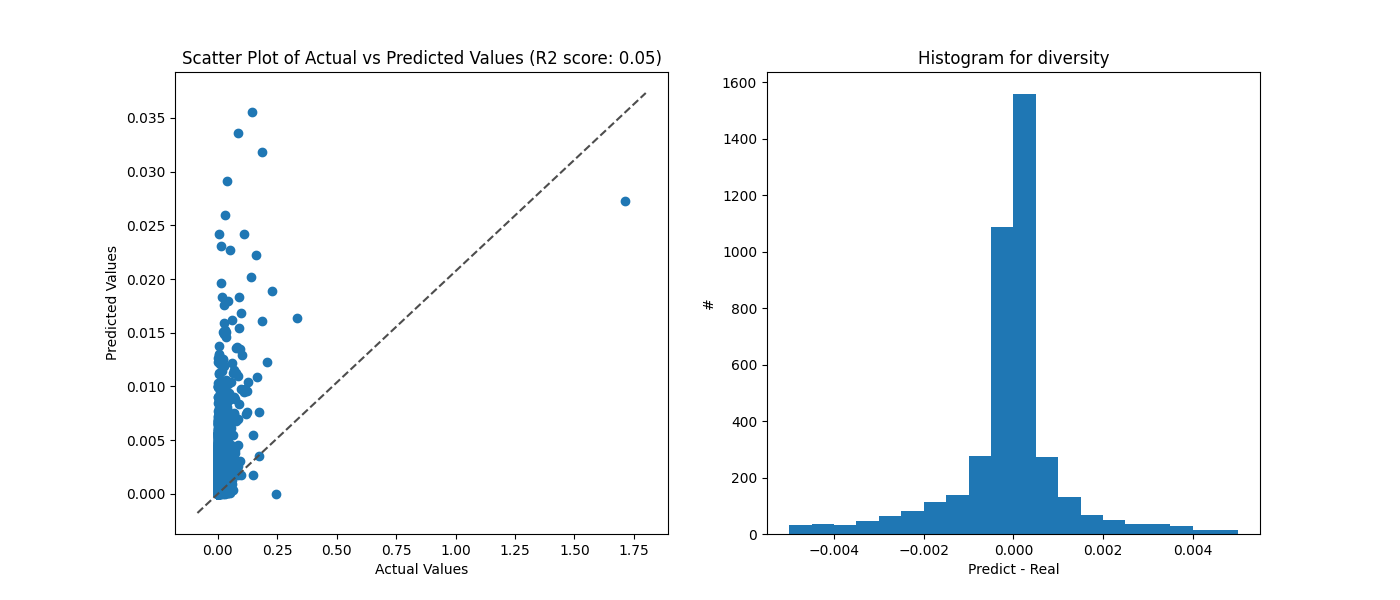 Scatter Plot of Actual vs Predicted Values (R2 score: 0.05)
Predicted Values
0.035
0.030
0.025
0.020
0.015
0.010
0.005
0.000
0.00 0.25 0.50 0.75 1.00 1.25 1.50 1.75
Actual Values
Histogram for diversity
#
1600
1400
1200
1000
800
600
400
200
0
−0.004 −0.002 0.000 0.002 0.004
Predict - Real